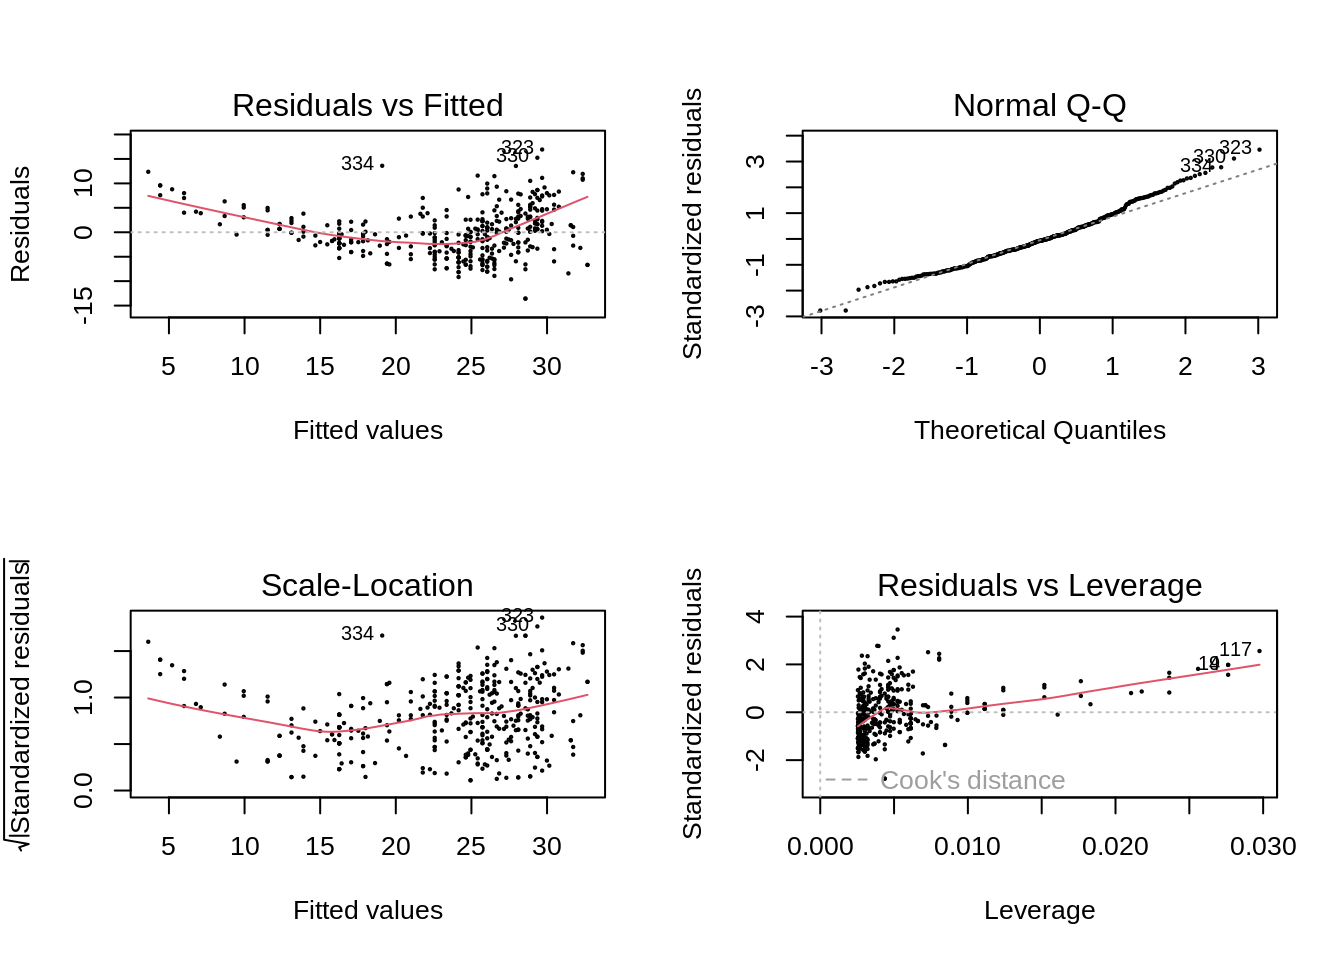 Residuals vs Fitted
Residuals
10
0
-15
334
323
330
5 10 15 20 25 30
Fitted values
Normal Q-Q
Standardized residuals
3
1
-1
-3
323
330
334
-3 -2 -1 0 1 2 3
Theoretical Quantiles
Scale-Location
√|Standardized residuals|
1.0
0.0
334
323
330
5 10 15 20 25 30
Fitted values
Residuals vs Leverage
Standardized residuals
4
2
0
-2
117
Cook's distance
0.000 0.010 0.020 0.030
Leverage